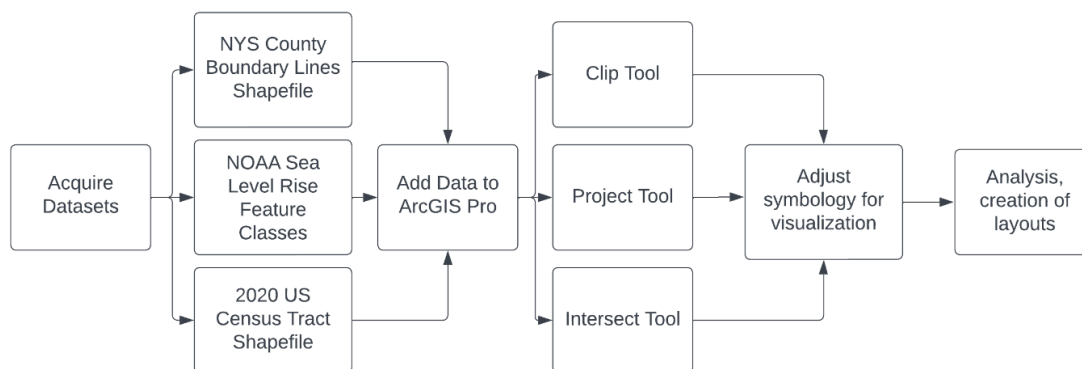 Acquire
Datasets
NYS County
Boundary Lines
Shapefile
NOAA Sea
Level Rise
Feature
Classes
2020 US
Census Tract
Shapefile
Add Data to
ArcGIS Pro
Clip Tool
Project Tool
Intersect Tool
Adjust
symbology for
visualization
Analysis,
creation of
layouts